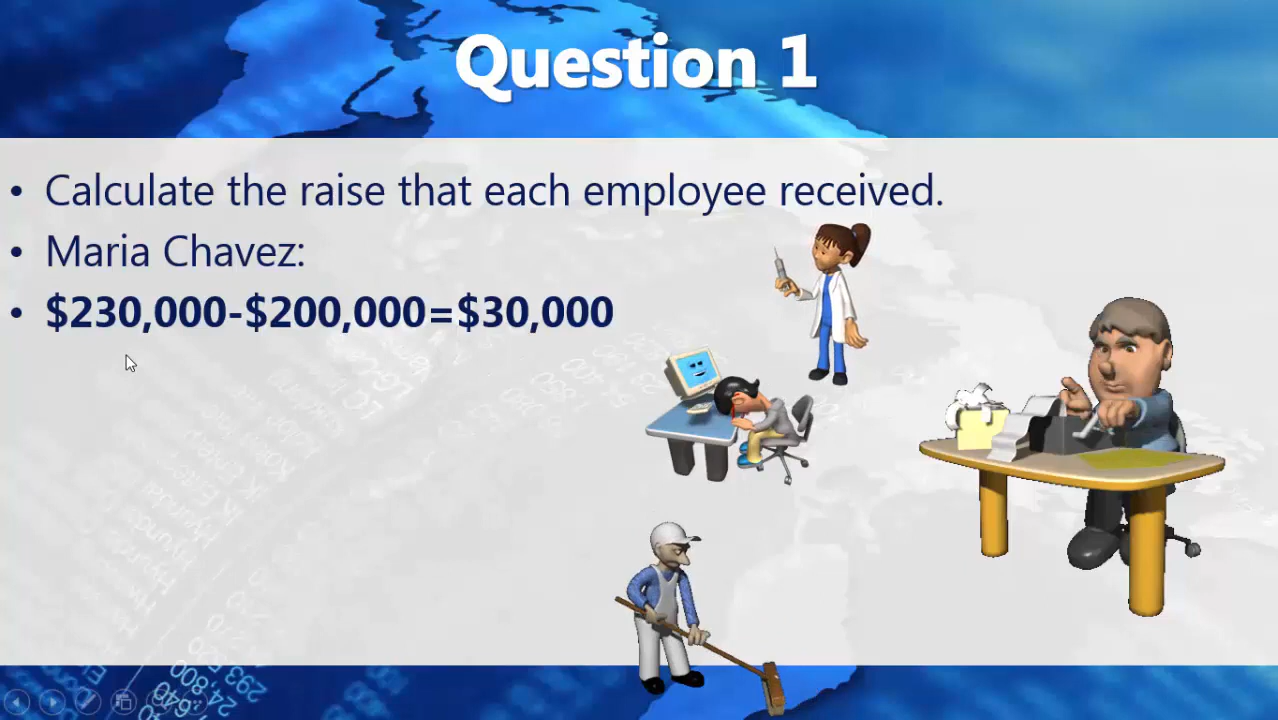 Question 1
• Calculate the raise that each employee received.
• Maria Chavez:
• $230,000-$200,000=$30,000